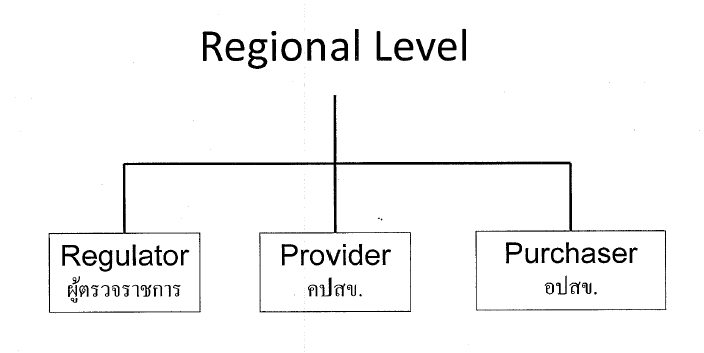 Regional Level
Regulator
ผู้ตรวจราชการ
Provider
คปสข.
Purchaser
อปสข.